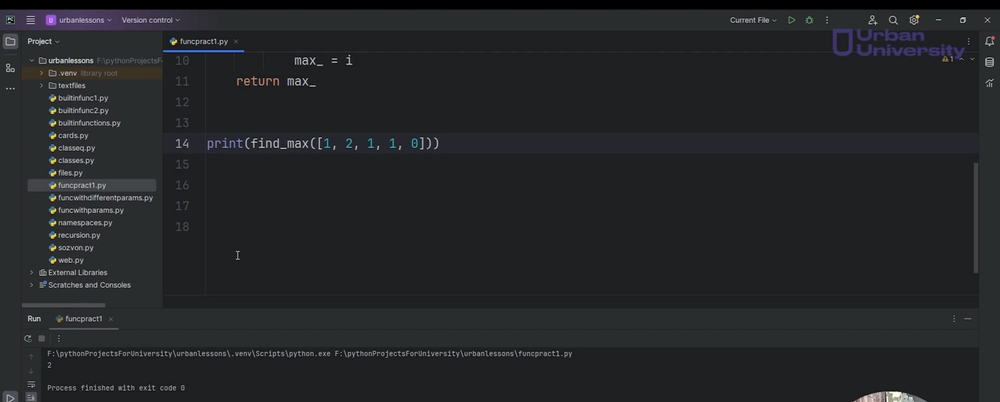 PC
U urbanlessons
Version control
Current File
Urban
University
Project
funcpract1.py
urbanlessons F:\pythonProjectsF
.venv library root
textfiles
builtinfunc1.py
builtinfunc2.py
builtinfunctions.py
cards.py
classeq.py
classes.py
files.py
funcpract1.py
funcwithdifferentparams.py
funcwithparams.py
namespaces.py
recursion.py
sozvon.py
web.py
External Libraries
Scratches and Consoles
1
10 max_ = i
11 return max_
12
13
14 print(find_max([1, 2, 1, 1, 0]))
15
16
17
18
Run funcpract1
F:\pythonProjectsForUniversity\urbanlessons\.venv\Scripts\python.exe F:\pythonProjectsForUniversity\urbanlessons\funcpract1.py
2
Process finished with exit code 0